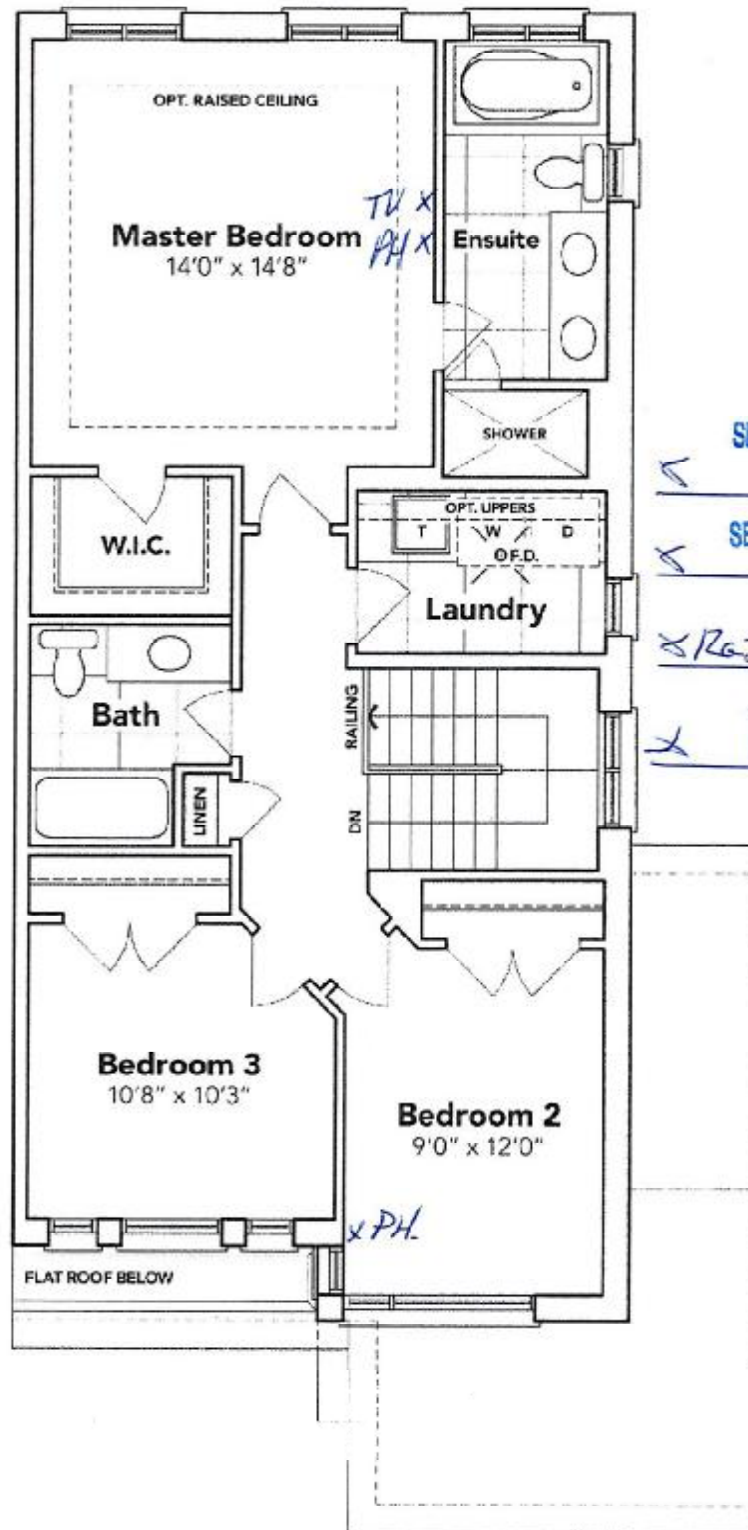 OPT. RAISED CEILING
TV x
Master Bedroom
PH x
Ensuite
14'0" x 14'8"
SHOWER
OPT. UPPERS
W.I.C.
T W D
F.D.
Laundry
Bath
RAILING
LINEN
DN
Bedroom 3
10'8" x 10'3"
Bedroom 2
9'0" x 12'0"
x PH.
FLAT ROOF BELOW